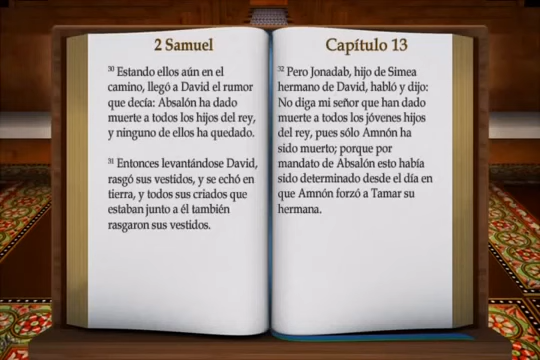 2 Samuel
30 Estando ellos aún en el
camino, llegó a David el rumor
que decía: Absalón ha dado
muerte a todos los hijos del rey,
y ninguno de ellos ha quedado.
31 Entonces levantándose David,
rasgó sus vestidos, y se echó en
tierra, y todos sus criados que
estaban junto a él también
rasgaron sus vestidos.
Capítulo 13
32 Pero Jonadab, hijo de Simea
hermano de David, habló y dijo:
No diga mi señor que han dado
muerte a todos los jóvenes hijos
del rey, pues sólo Amnón ha
sido muerto; porque por
mandato de Absalón esto había
sido determinado desde el día en
que Amnón forzó a Tamar su
hermana.